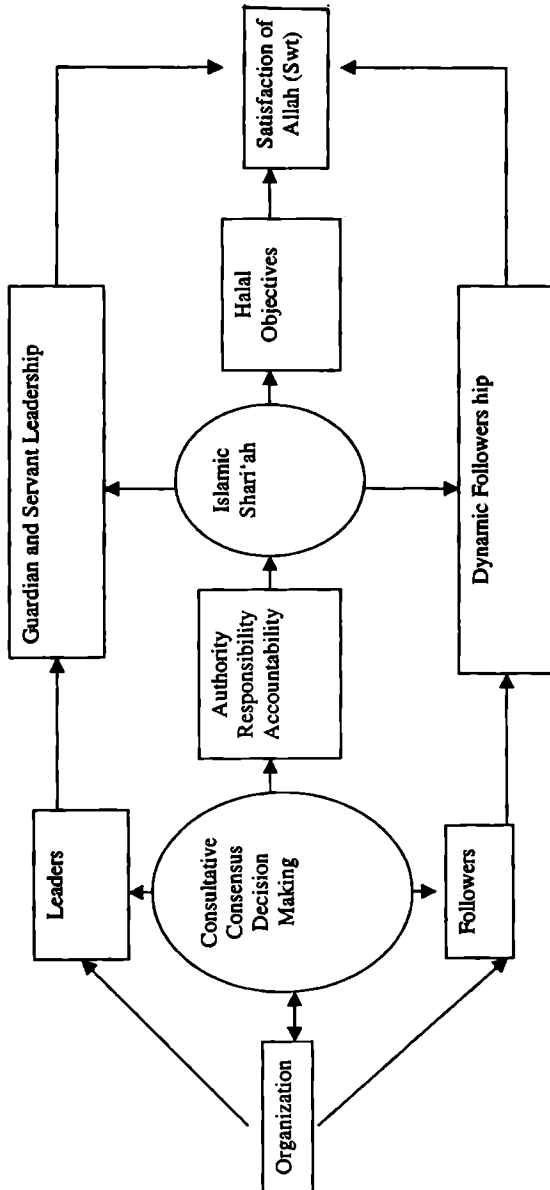 Organization
Leaders
Consultative
Consensus
Decision
Making
Followers
Authority
Responsibility
Accountability
Guardian and Servant Leadership
Islamic
Shari'ah
Dynamic Followers hip
Halal
Objectives
Satisfaction of
Allah (Swt)